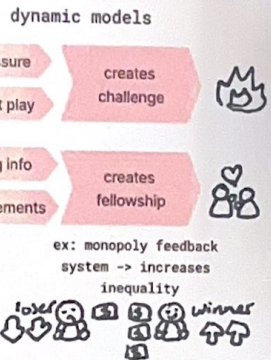 dynamic models
sure
play
creates
challenge
info
ements
creates
fellowship
ex: monopoly feedback
system -> increases
inequality
loser
winner